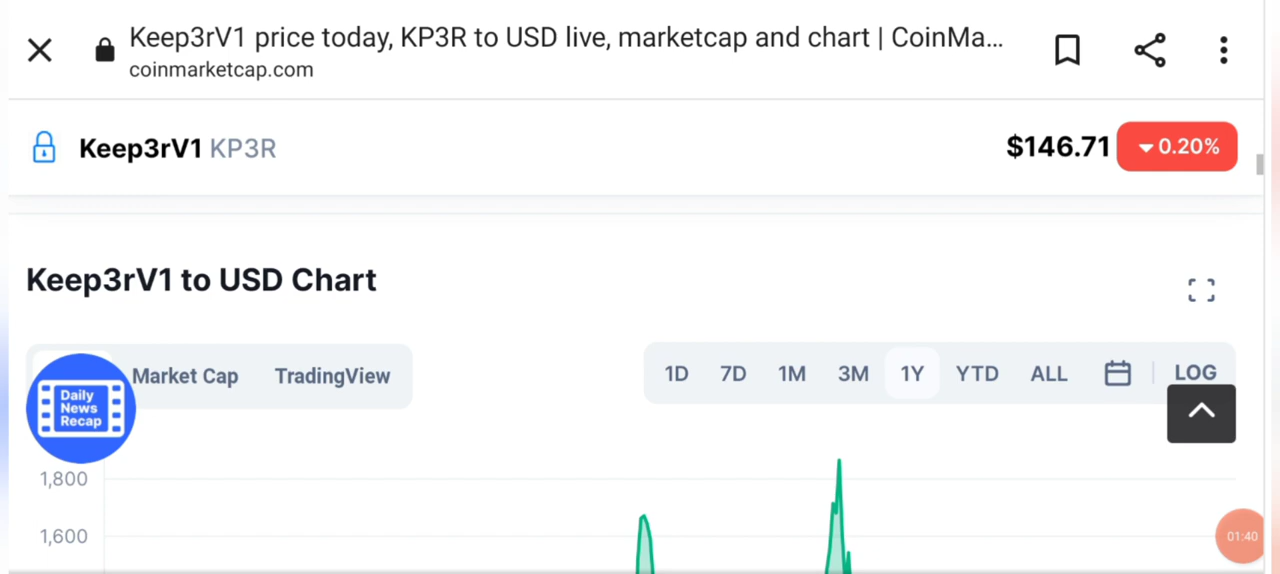 Keep3rV1 price today, KP3R to USD live, marketcap and chart | CoinMa...
coinmarketcap.com
Keep3rV1 KP3R
$146.71 0.20%
Keep3rV1 to USD Chart
Market Cap TradingView
1D 7D 1M 3M 1Y YTD ALL LOG
Daily
News
Recap
1,800
1,600
01:40